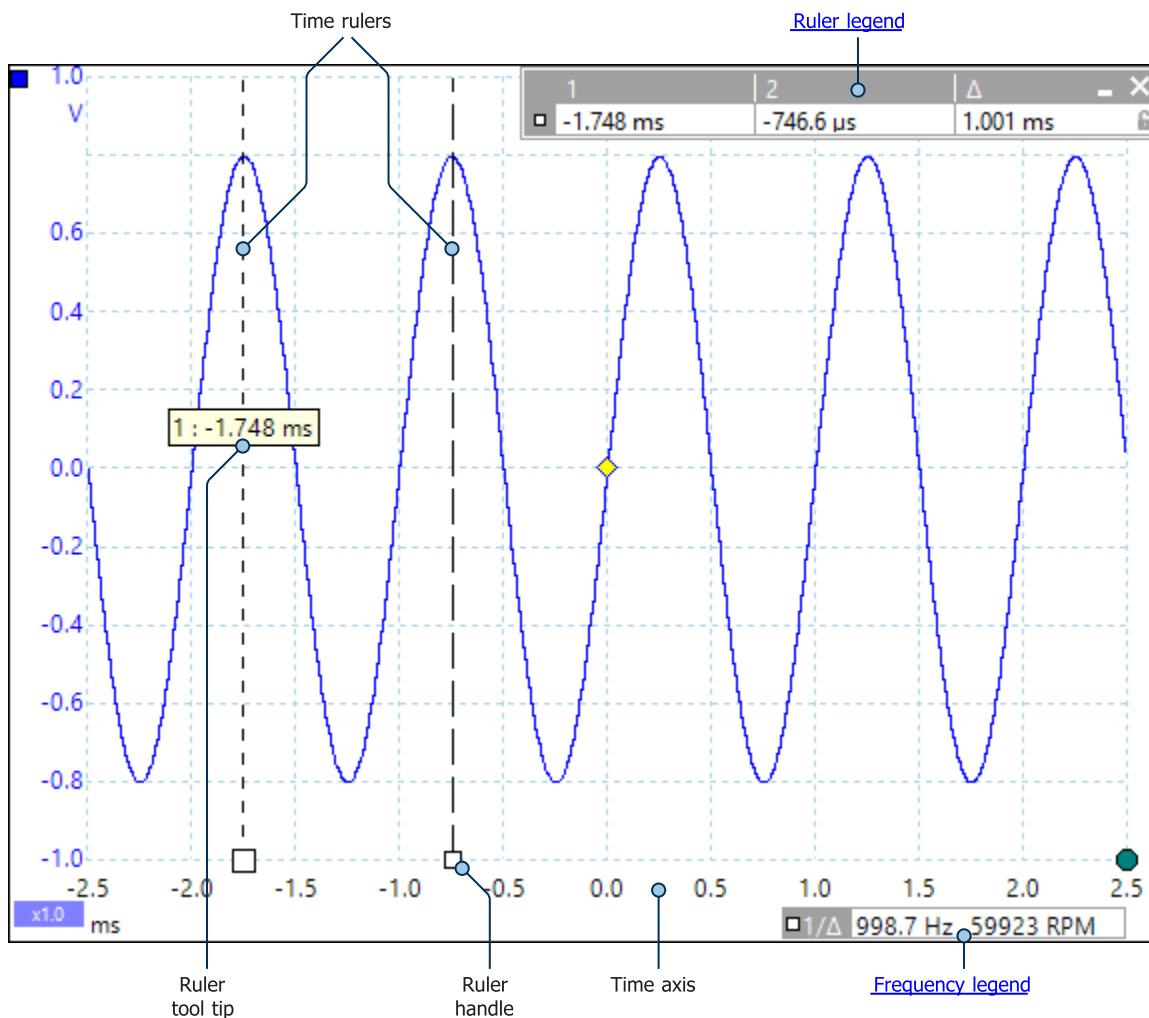 Time rulers
Ruler legend
1.0
V
0.6
0.4
0.2
0.0
-0.2
-0.4
-0.6
-0.8
-1.0
1 2 Δ
-1.748 ms -746.6 µs 1.001 ms
1 : -1.748 ms
-2.5 -2.0 -1.5 -1.0 -0.5 0.0 0.5 1.0 1.5 2.0 2.5
x1.0 ms
1/Δ 998.7 Hz 59923 RPM
Ruler
tool tip
Ruler
handle
Time axis
Frequency legend